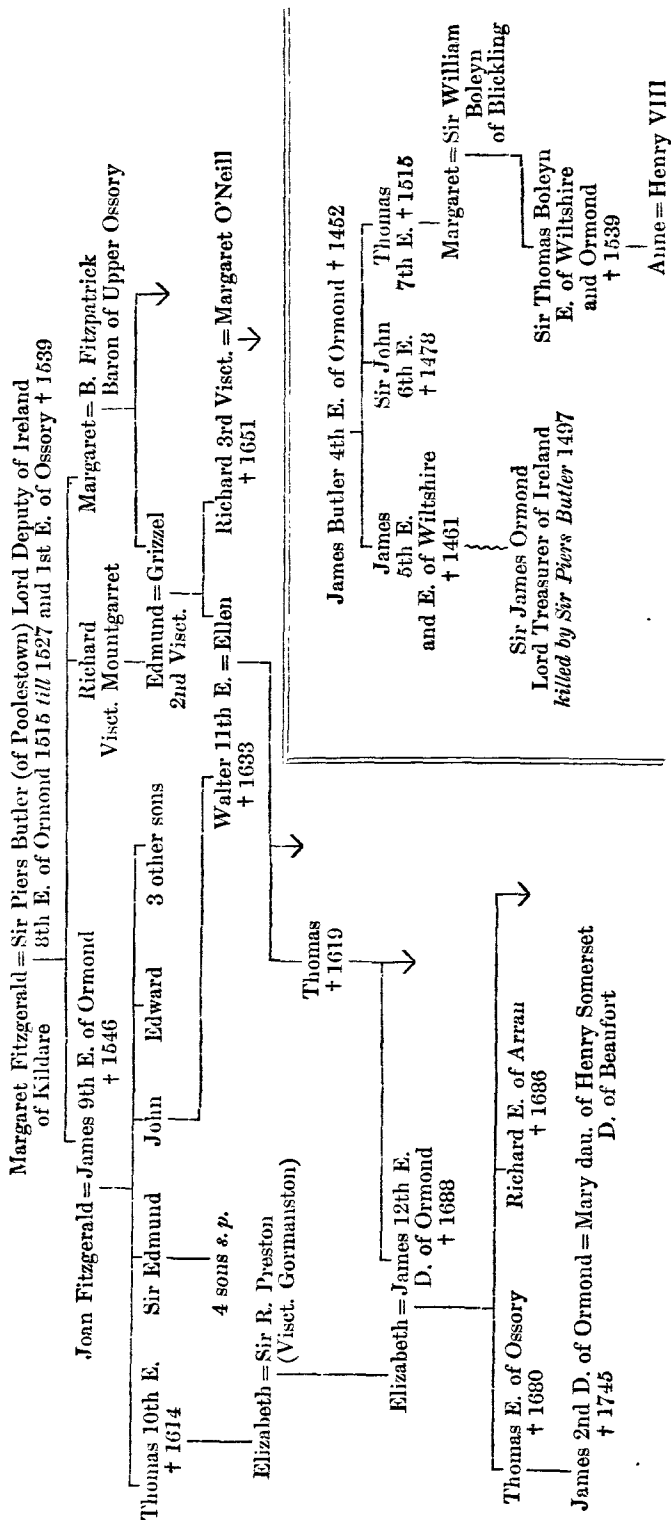 Margaret Fitzgerald = Sir Piers Butler (of Poolestown) Lord Deputy of Ireland
of Kildare
8th E. of Ormond 1515 till 1527 and 1st E. of Ossory † 1539
Joan Fitzgerald = James 9th E. of Ormond
† 1546
Richard
Visct. Mountgarret
Margaret = B. Fitzpatrick
Baron of Upper Ossory
Thomas 10th E.
† 1614
Sir Edmund
John
Edward
3 other sons
Edmund = Grizzel
2nd Visct.
4 sons s.p.
Elizabeth = Sir R. Preston
(Visct. Gormanston)
Walter 11th E. = Ellen
† 1633
Richard 3rd Visct. = Margaret O'Neill
† 1651
Thomas
† 1619
Elizabeth = James 12th E.
D. of Ormond
† 1688
Thomas E. of Ossory
† 1680
Richard E. of Arran
† 1686
James 2nd D. of Ormond = Mary dau. of Henry Somerset
† 1745
D. of Beaufort
James Butler 4th E. of Ormond † 1452
James
5th E.
and E. of Wiltshire
† 1461
Sir John
6th E.
† 1478
Thomas
7th E. † 1515
Sir James Ormond
Lord Treasurer of Ireland
killed by Sir Piers Butler 1497
Margaret = Sir William
Boleyn
of Blickling
Sir Thomas Boleyn
E. of Wiltshire
and Ormond
† 1539
Anne = Henry VIII